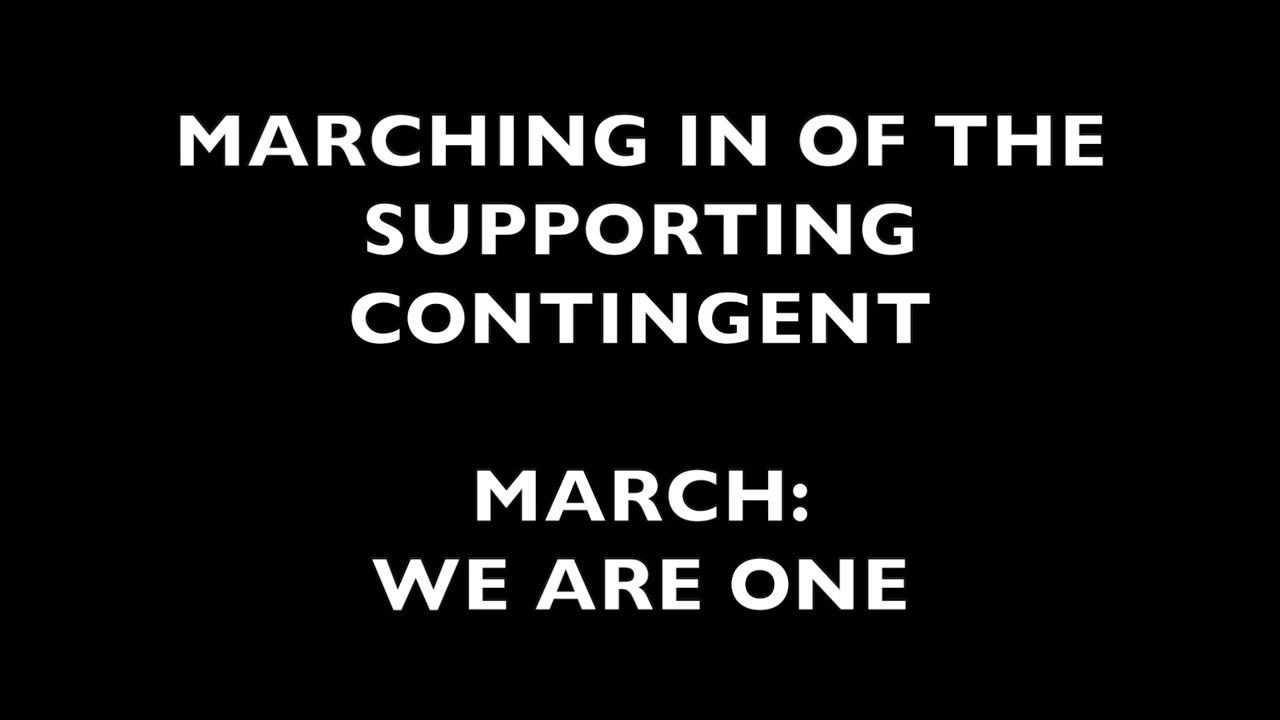 MARCHING IN OF THE
SUPPORTING
CONTINGENT
MARCH:
WE ARE ONE